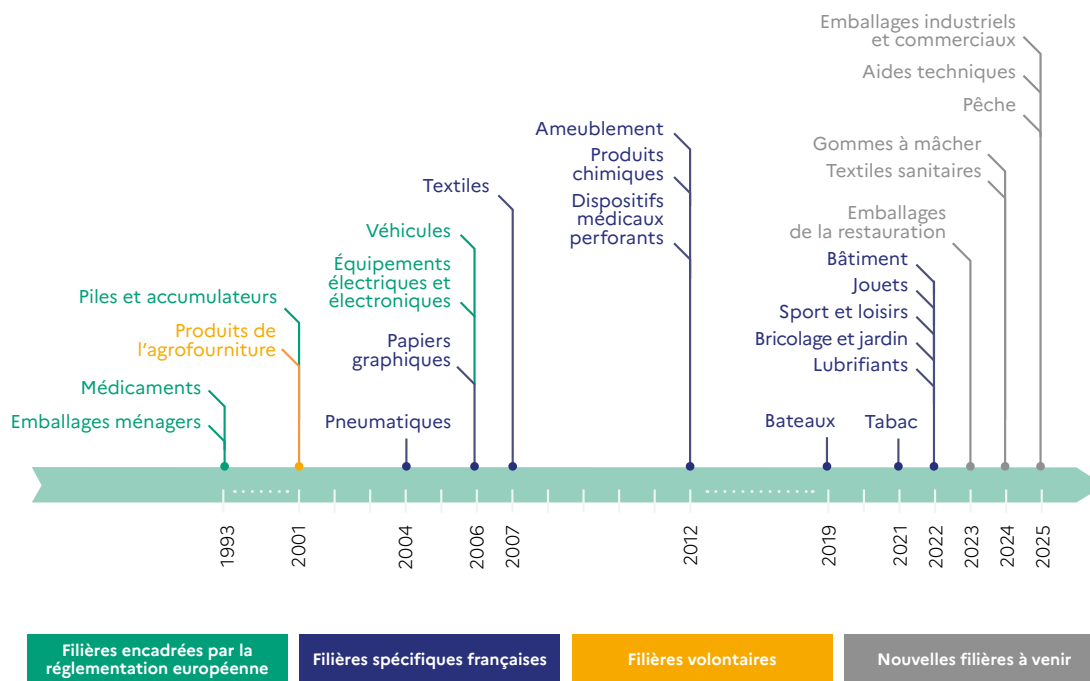 Emballages industriels
et commerciaux
Aides techniques
Pêche
Gommes à mâcher
Textiles sanitaires
Emballages
de la restauration
Ameublement
Produits
chimiques
Dispositifs
médicaux
perforants
Bâtiment
Jouets
Sport et loisirs
Bricolage et jardin
Lubrifiants
Textiles
Véhicules
Équipements
électriques et
électroniques
Papiers
graphiques
Piles et accumulateurs
Produits de
l'agrofourniture
Médicaments
Emballages ménagers
Pneumatiques
Bateaux
Tabac
1993
2001
2004
2006
2007
2012
2019
2021
2022
2023
2024
2025
Filières encadrées par la
réglementation européenne
Filières spécifiques françaises
Filières volontaires
Nouvelles filières à venir